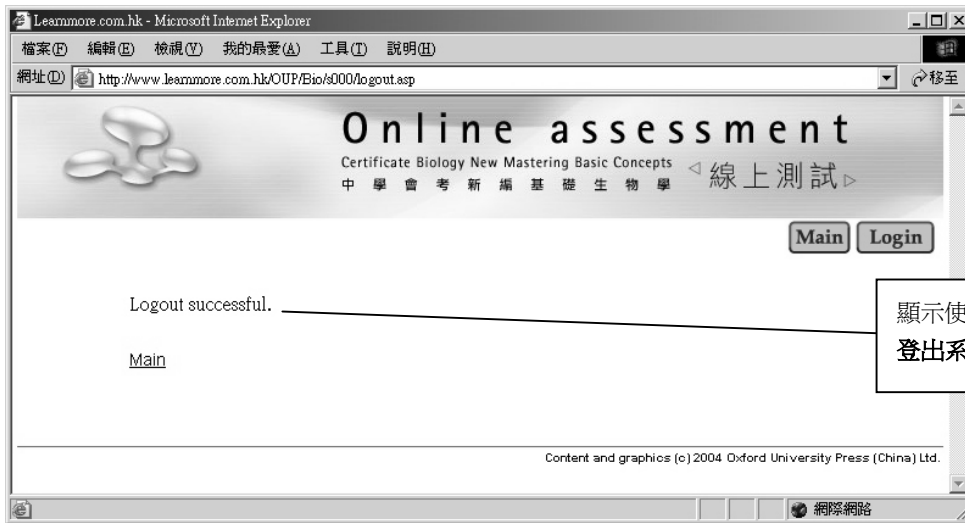 Learnmore.com.hk - Microsoft Internet Explorer
檔案(F) 編輯(E) 檢視(V) 我的最愛(A) 工具(T) 說明(H)
網址(D) http://www.learnmore.com.hk/OUP/Bio/s000/logout.asp 移至
Online assessment
Certificate Biology New Mastering Basic Concepts
中學會考新編基礎生物學
線上測試
Main Login
Logout successful.
顯示使
登出系
Main
Content and graphics (c) 2004 Oxford University Press (China) Ltd.
網際網路